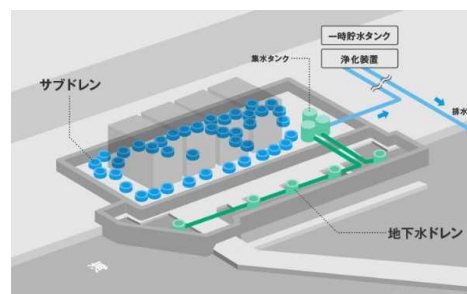 一時貯水タンク
浄化装置
集水タンク
サブドレン
排水
地下水ドレン
海